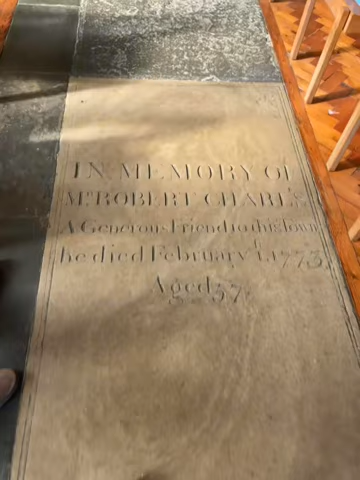 IN MEMORY OF
Mr. ROBERT CHARLES
A Generous Friend to this Town
he died February 1, 1773,
Aged 57.